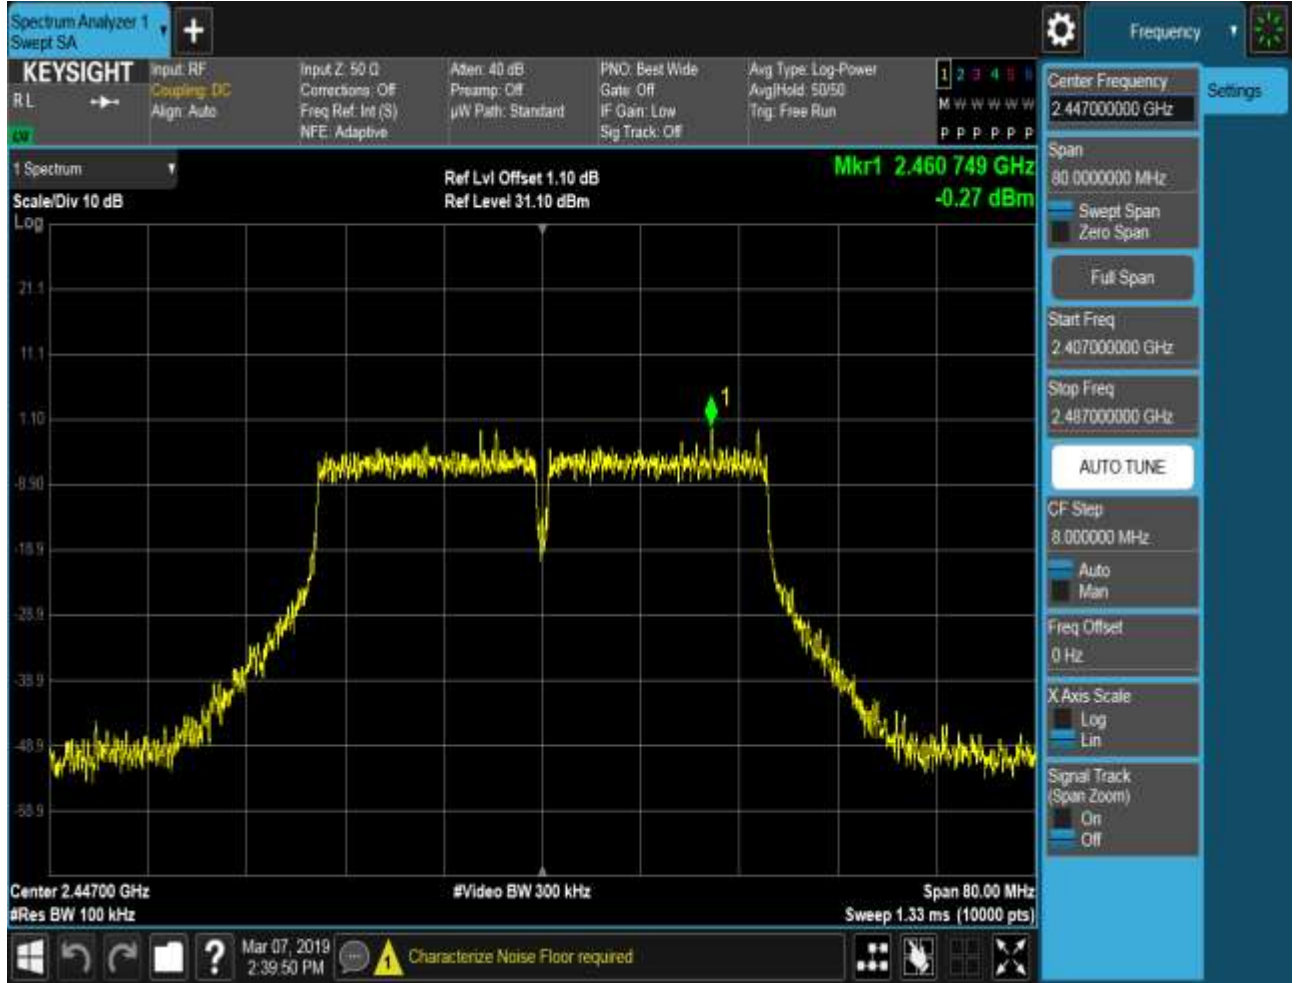 Spectrum Analyzer 1
Swept SA
Frequency
KEYSIGHT
RL
Input: RF
Coupling: DC
Align: Auto
Input Z: 50 Ω
Corrections: Off
Freq Ref: Int (S)
NFE: Adaptive
Atten: 40 dB
Preamp: Off
µW Path: Standard
PNO: Best Wide
Gate: Off
IF Gain: Low
Sig Track: Off
Avg Type: Log-Power
Avg|Hold: 50/50
Trig: Free Run
1 2 3 4 5 6
M W W W W W
P P P P P P
1 Spectrum
Scale/Div 10 dB
Log
Ref Lvl Offset 1.10 dB
Ref Level 31.10 dBm
Mkr1 2.460 749 GHz
-0.27 dBm
21.1
11.1
1.10
-8.90
-18.9
-28.9
-38.9
-48.9
-58.9
1
Center 2.44700 GHz
#Res BW 100 kHz
#Video BW 300 kHz
Span 80.00 MHz
Sweep 1.33 ms (10000 pts)
Center Frequency
2.447000000 GHz
Settings
Span
80.0000000 MHz
Swept Span
Zero Span
Full Span
Start Freq
2.407000000 GHz
Stop Freq
2.487000000 GHz
AUTO TUNE
CF Step
8.000000 MHz
Auto
Man
Freq Offset
0 Hz
X Axis Scale
Log
Lin
Signal Track
(Span Zoom)
On
Off
?
Mar 07, 2019
2:39:50 PM
1
Characterize Noise Floor required